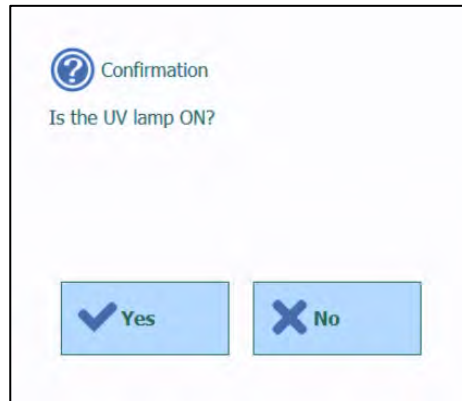 Confirmation
Is the UV lamp ON?
Yes No